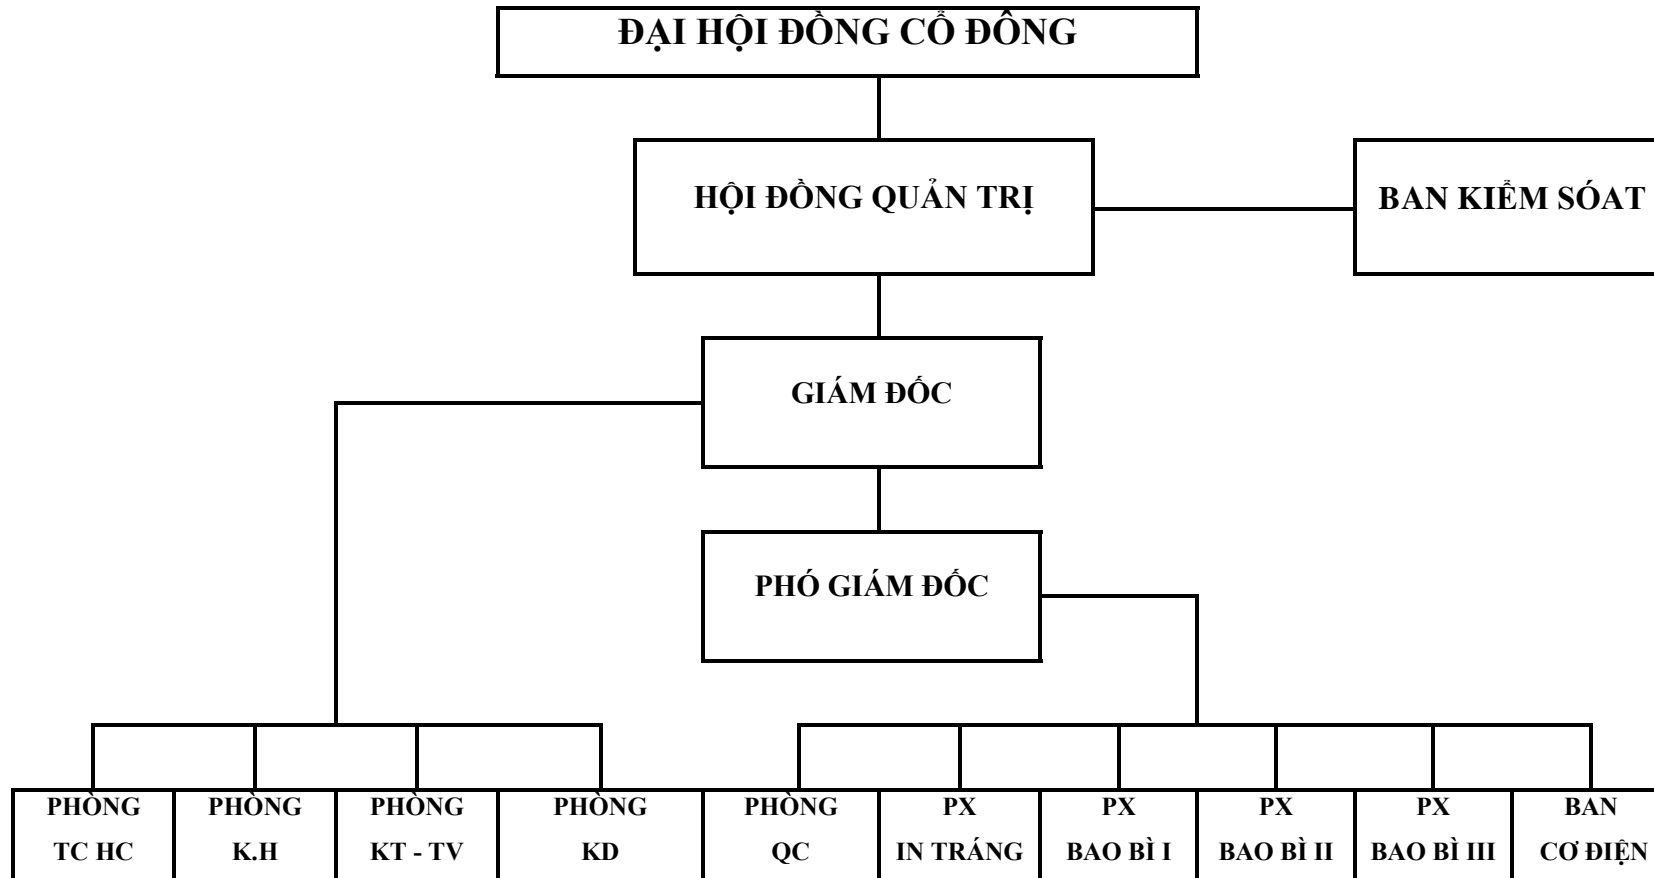 ĐẠI HỘI ĐỒNG CỔ ĐÔNG
HỘI ĐỒNG QUẢN TRỊ
BAN KIỂM SÓAT
GIÁM ĐỐC
PHÓ GIÁM ĐỐC
PHÒNG
TC HC
PHÒNG
K.H
PHÒNG
KT - TV
PHÒNG
KD
PHÒNG
QC
PX
IN TRÁNG
PX
BAO BÌ I
PX
BAO BÌ II
PX
BAO BÌ III
BAN
CƠ ĐIỆN